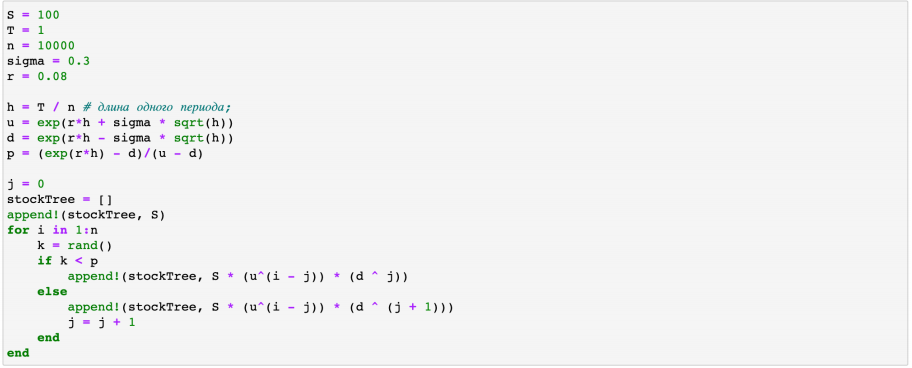 S = 100
T = 1
n = 10000
sigma = 0.3
r = 0.08

h = T / n # длина одного периода;
u = exp(r*h + sigma * sqrt(h))
d = exp(r*h - sigma * sqrt(h))
p = (exp(r*h) - d)/(u - d)

j = 0
stockTree = []
append!(stockTree, S)
for i in 1:n
    k = rand()
    if k < p
        append!(stockTree, S * (u^(i - j)) * (d ^ j))
    else
        append!(stockTree, S * (u^(i - j)) * (d ^ (j + 1)))
        j = j + 1
    end
end